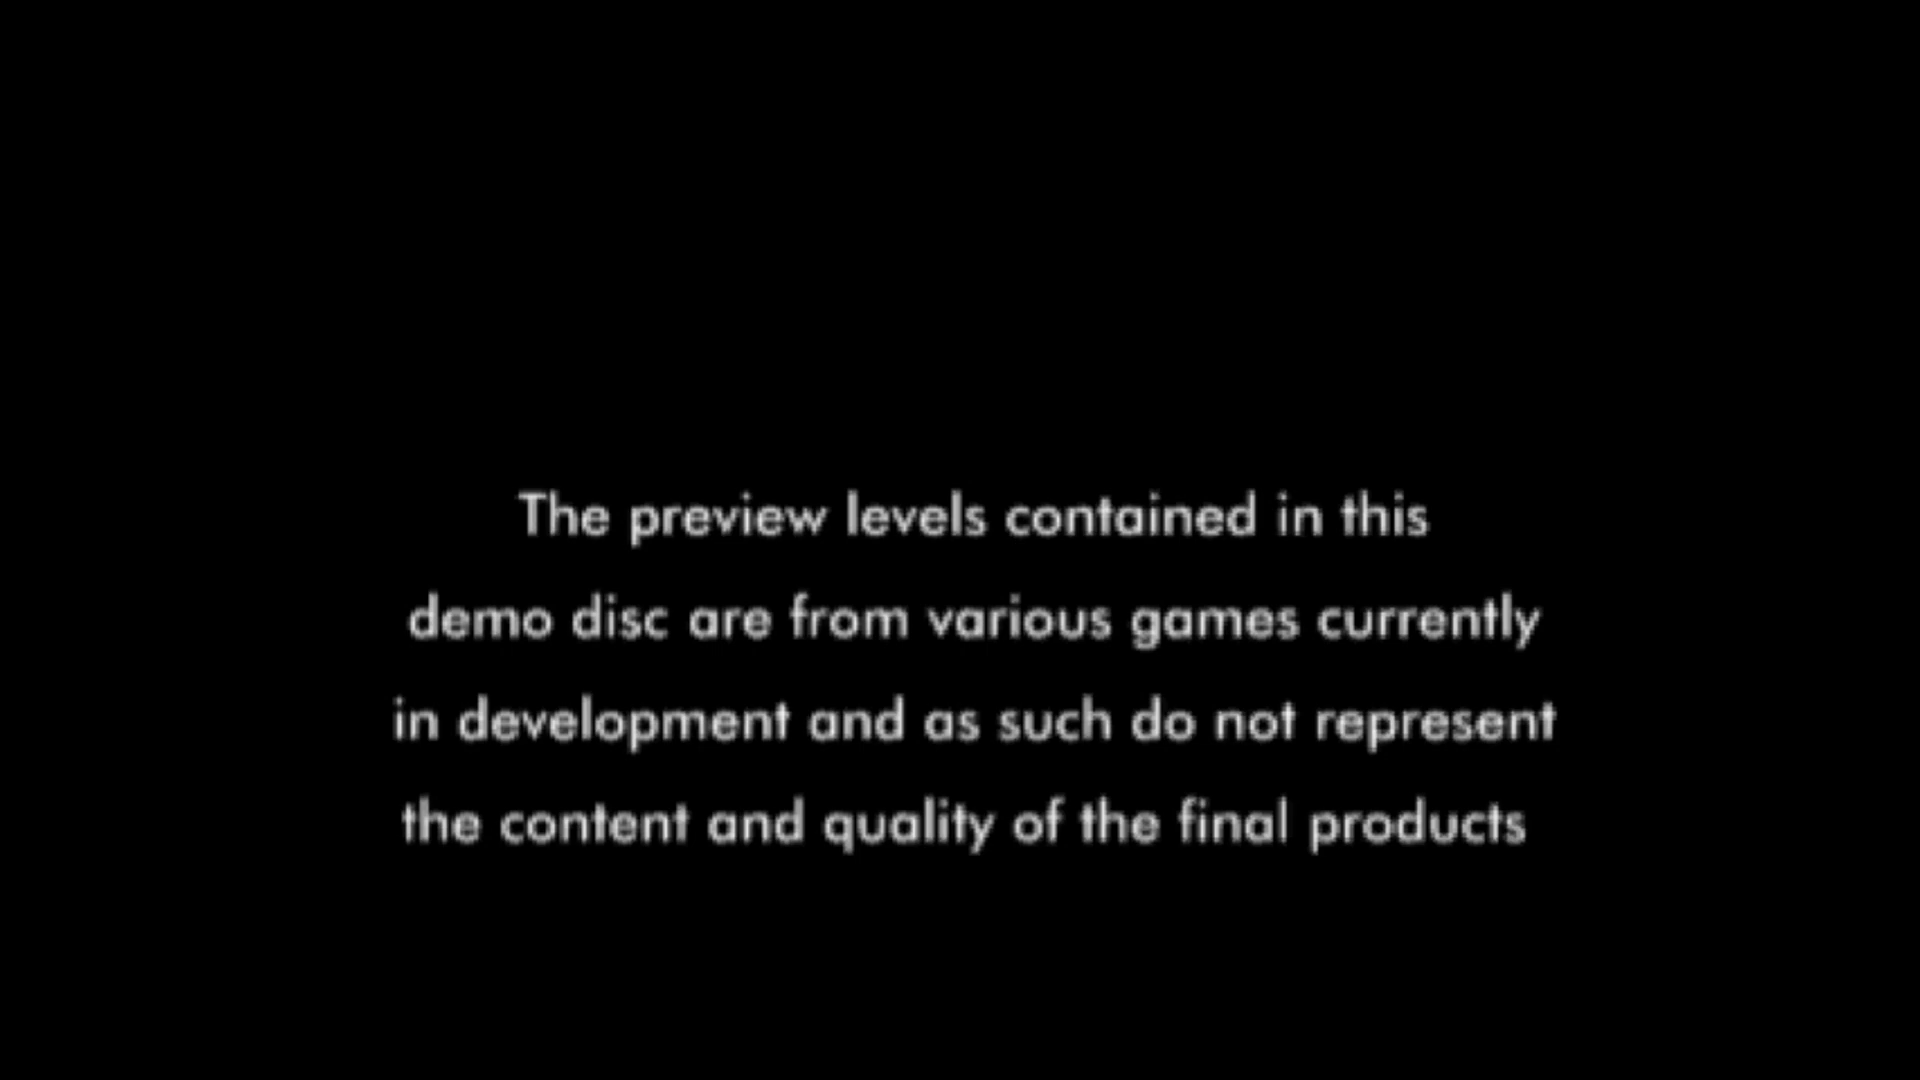 The preview levels contained in this
demo disc are from various games currently
in development and as such do not represent
the content and quality of the final products